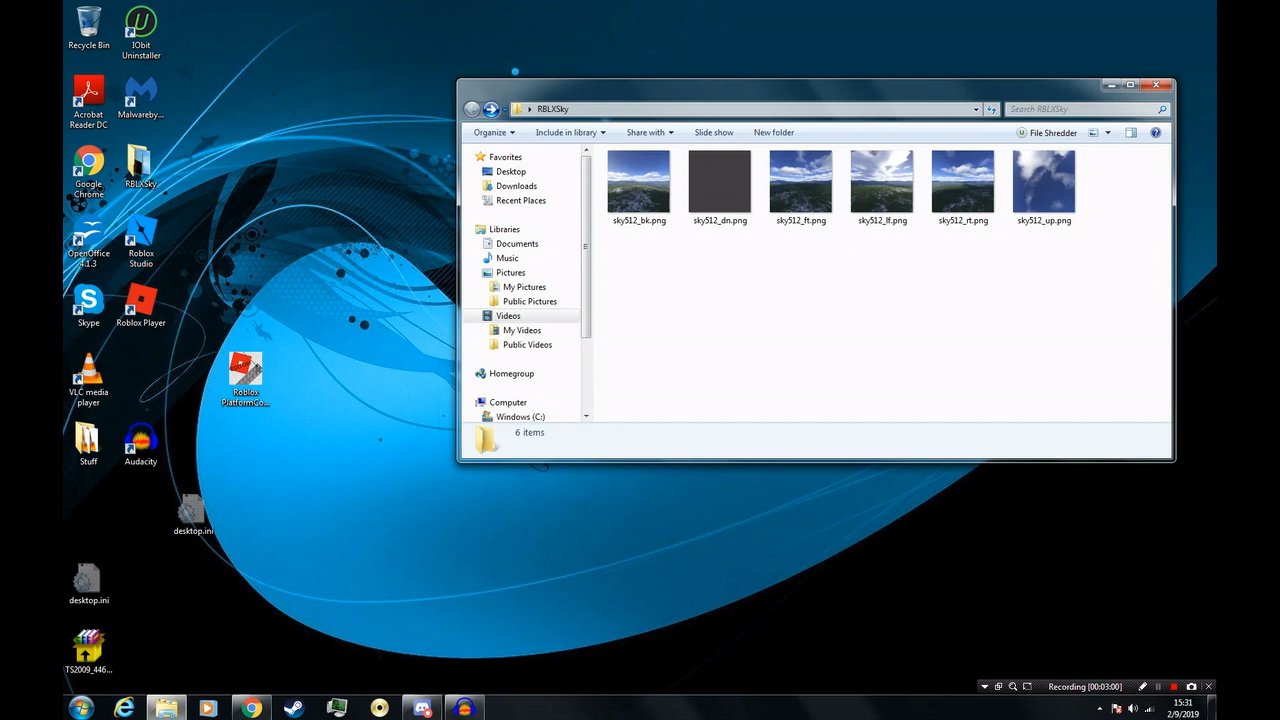 Recycle Bin
IObit
Uninstaller
Acrobat
Reader DC
Malwareby...
Google
Chrome
RBLXSky
OpenOffice
4.1.3
Roblox
Studio
Skype
Roblox Player
VLC media
player
Roblox
PlatformCo...
Stuff
Audacity
desktop.ini
desktop.ini
TS2009_446...
RBLXSky
Search RBLXSky
Organize
Include in library
Share with
Slide show
New folder
File Shredder
Favorites
Desktop
Downloads
Recent Places
Libraries
Documents
Music
Pictures
My Pictures
Public Pictures
Videos
My Videos
Public Videos
Homegroup
Computer
Windows (C:)
sky512_bk.png
sky512_dn.png
sky512_ft.png
sky512_lf.png
sky512_rt.png
sky512_up.png
6 items
Recording [00:03:00]
15:31
2/9/2019